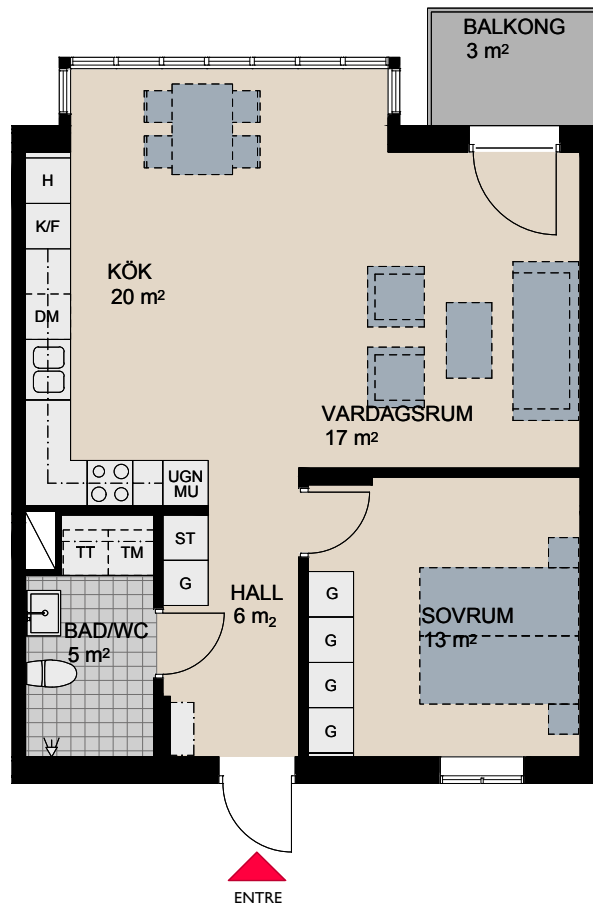 BALKONG
3 m²
H
K/F
KÖK
20 m²
DM
VARDAGSRUM
17 m²
UGN
MU
ST
TT TM
G
HALL
6 m₂
G
SOVRUM
13 m²
BAD/WC
5 m²
G
G
G
ENTRE